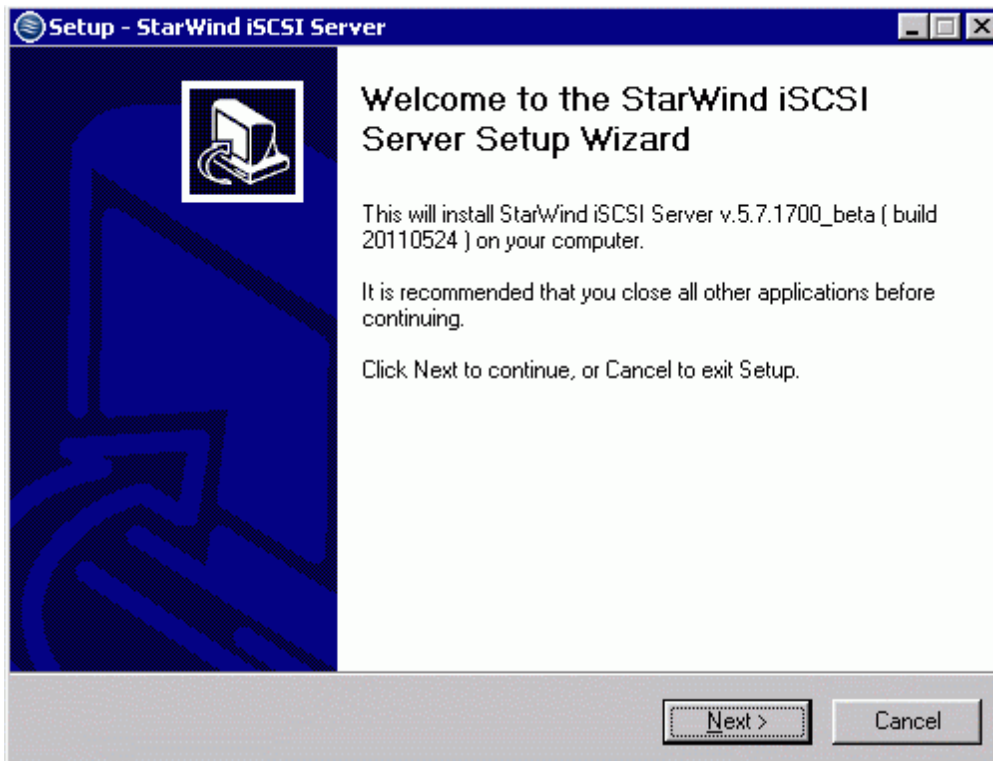 Setup - StarWind iSCSI Server
Welcome to the StarWind iSCSI
Server Setup Wizard
This will install StarWind iSCSI Server v.5.7.1700_beta ( build
20110524 ) on your computer.
It is recommended that you close all other applications before
continuing.
Click Next to continue, or Cancel to exit Setup.
Next >
Cancel